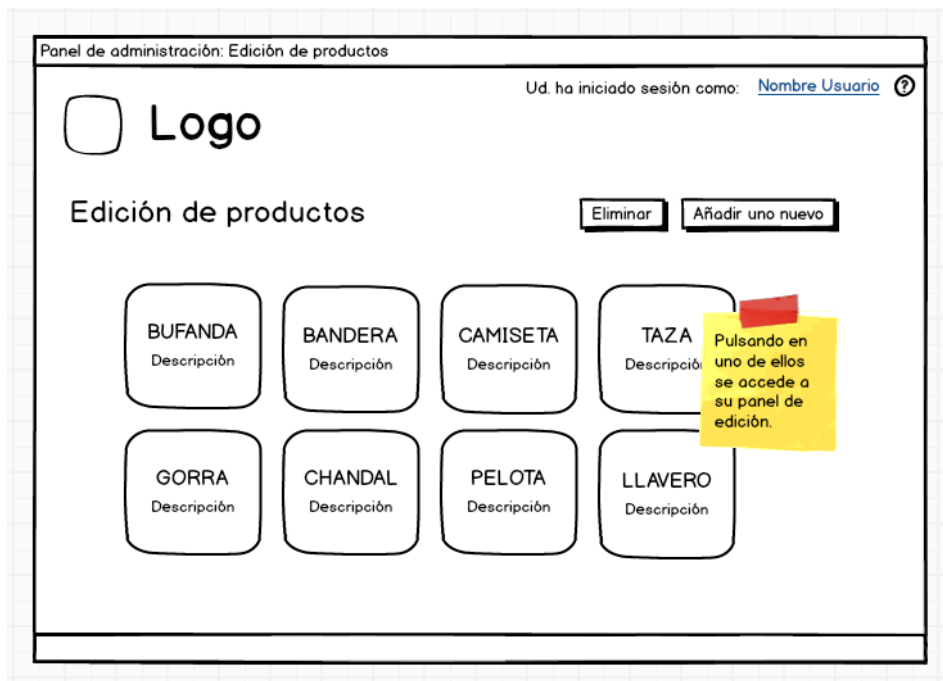 Panel de administración: Edición de productos
Ud. ha iniciado sesión como: Nombre Usuario ?
Logo
Edición de productos
Eliminar
Añadir uno nuevo
BUFANDA
Descripción
BANDERA
Descripción
CAMISETA
Descripción
TAZA
Descripción
Pulsando en
uno de ellos
se accede a
su panel de
edición.
GORRA
Descripción
CHANDAL
Descripción
PELOTA
Descripción
LLAVERO
Descripción